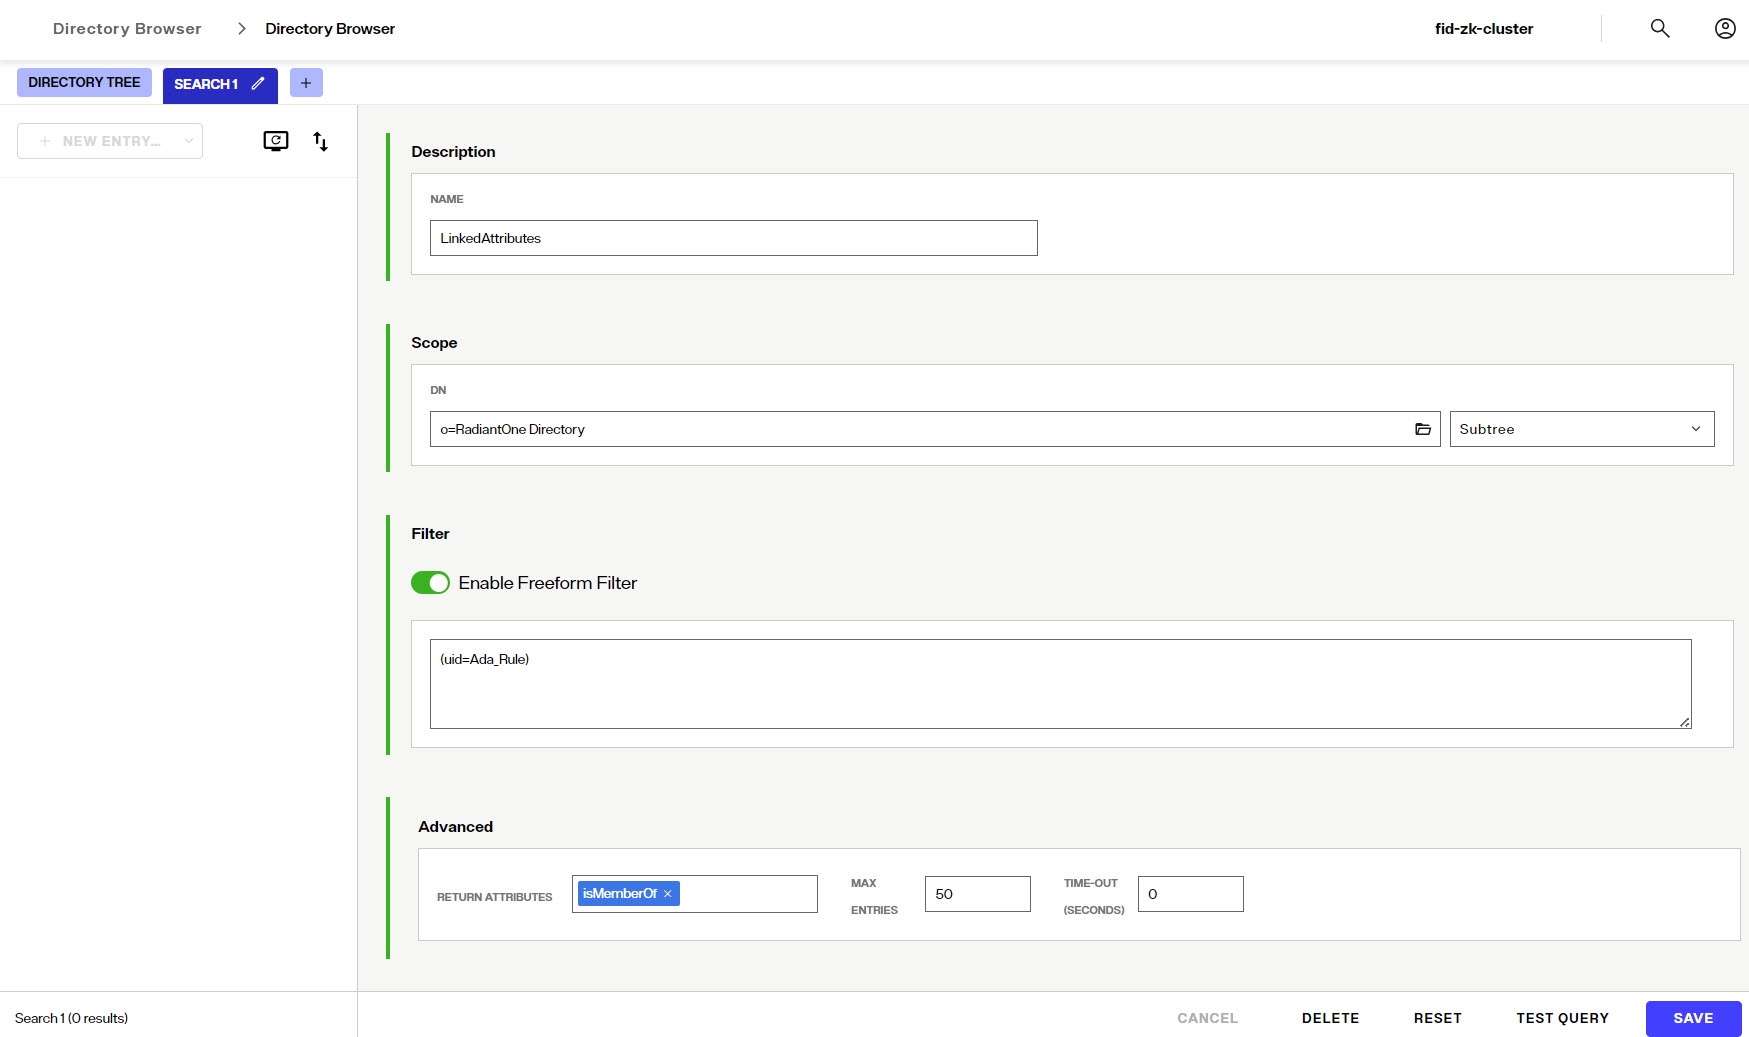 Directory Browser > Directory Browser
fid-zk-cluster
DIRECTORY TREE
SEARCH 1
+
+ NEW ENTRY...
Description
NAME
LinkedAttributes
Scope
DN
o=RadiantOne Directory
Subtree
Filter
Enable Freeform Filter
(uid=Ada_Rule)
Advanced
RETURN ATTRIBUTES
isMemberOf ×
MAX
ENTRIES
50
TIME-OUT
(SECONDS)
0
Search 1 (0 results)
CANCEL
DELETE
RESET
TEST QUERY
SAVE